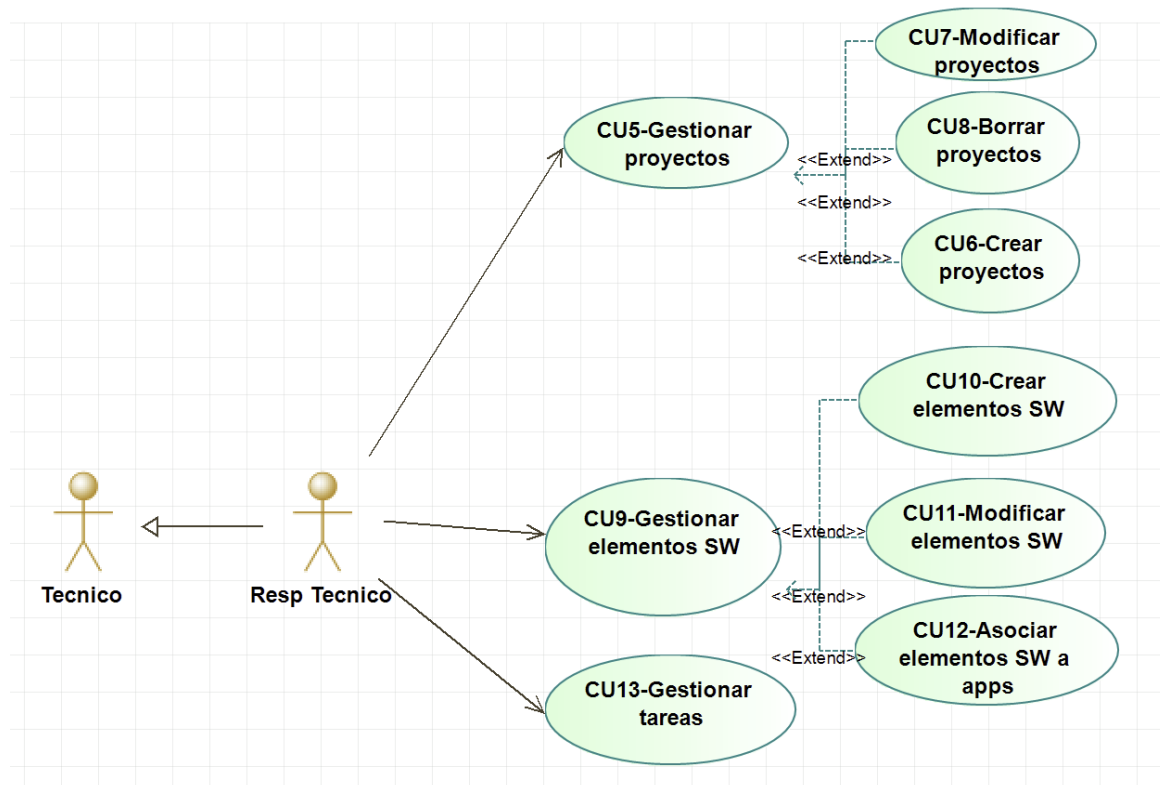 CU7-Modificar
proyectos
CU5-Gestionar
proyectos
CU8-Borrar
proyectos
<<Extend>>
<<Extend>>
<<Extend>>
CU6-Crear
proyectos
CU10-Crear
elementos SW
CU9-Gestionar
elementos SW
<<Extend>>
<<Extend>>
<<Extend>>
CU11-Modificar
elementos SW
CU12-Asociar
elementos SW a
apps
Tecnico
Resp Tecnico
CU13-Gestionar
tareas